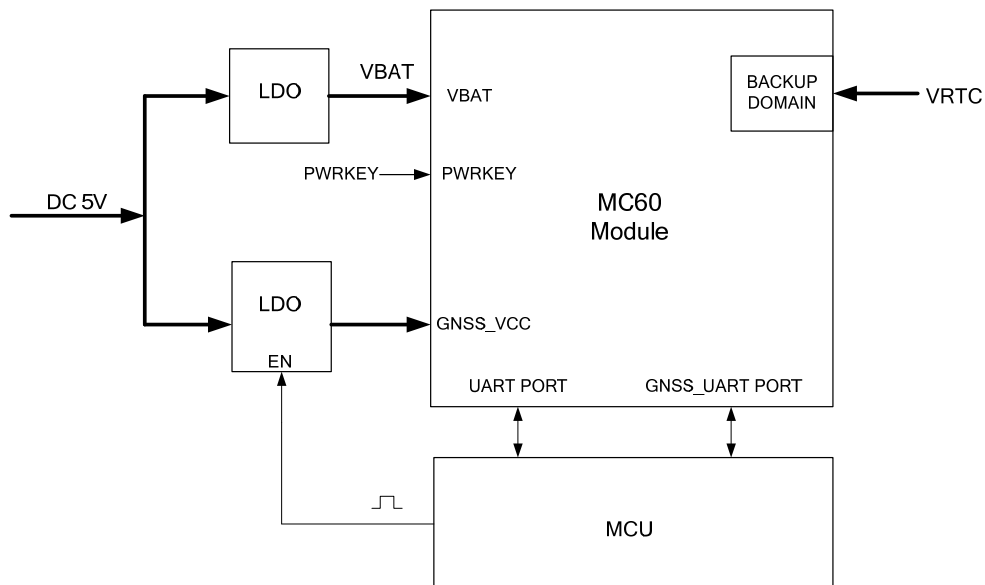 LDO
VBAT
VBAT
BACKUP
DOMAIN
VRTC
PWRKEY
PWRKEY
MC60
Module
DC 5V
LDO
EN
GNSS_VCC
UART PORT
GNSS_UART PORT
MCU